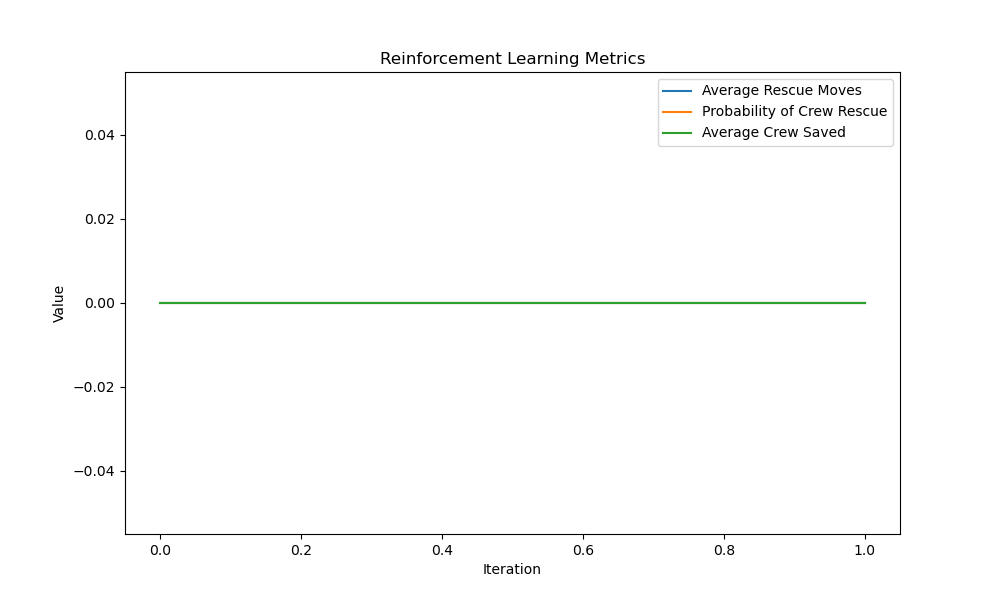 Reinforcement Learning Metrics
Average Rescue Moves
Probability of Crew Rescue
Average Crew Saved
0.04
0.02
0.00
−0.02
−0.04
Value
0.0 0.2 0.4 0.6 0.8 1.0
Iteration